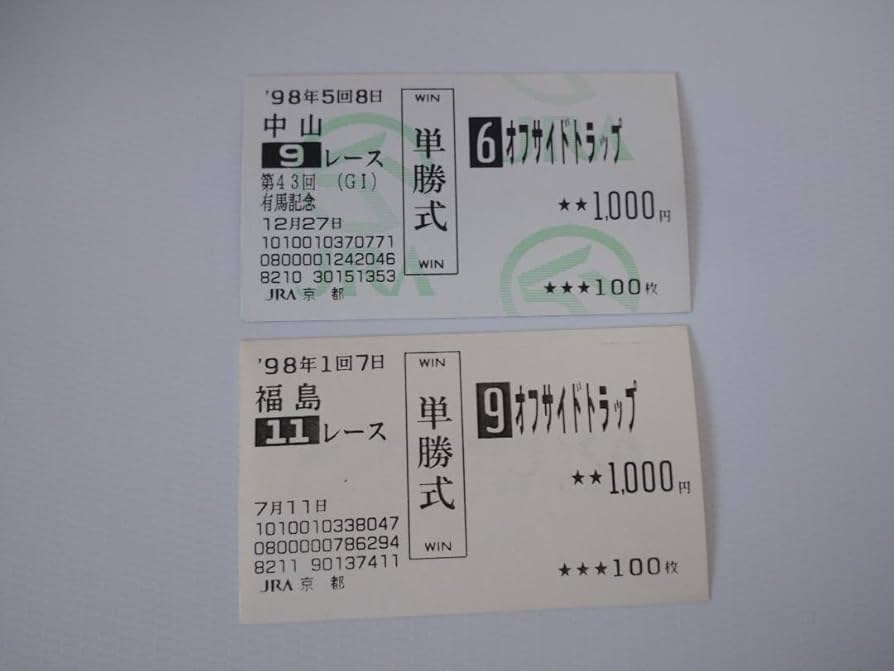 '98年5回8日
中山
9レース
第43回 (GI)
有馬記念
12月27日
1010010370771
0800001242046
8210 30151353
JRA 京都
WIN
単勝式
WIN
6 オフサイドトラップ
★★1,000円
★★★100枚
'98年1回7日
福島
11レース
7月11日
1010010338047
0800000786294
8211 90137411
JRA 京都
WIN
単勝式
WIN
9 オフサイドトラップ
★★1,000円
★★★100枚